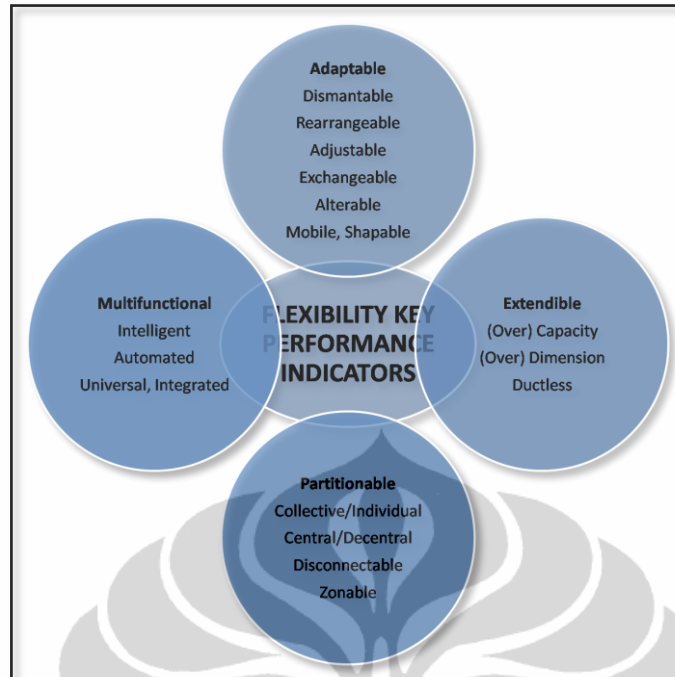 Adaptable
Dismantable
Rearrangeable
Adjustable
Exchangeable
Alterable
Mobile, Shapable
Multifunctional
Intelligent
Automated
Universal, Integrated
FLEXIBILITY KEY
PERFORMANCE
INDICATORS
Extendible
(Over) Capacity
(Over) Dimension
Ductless
Partitionable
Collective/Individual
Central/Decentral
Disconnectable
Zonable